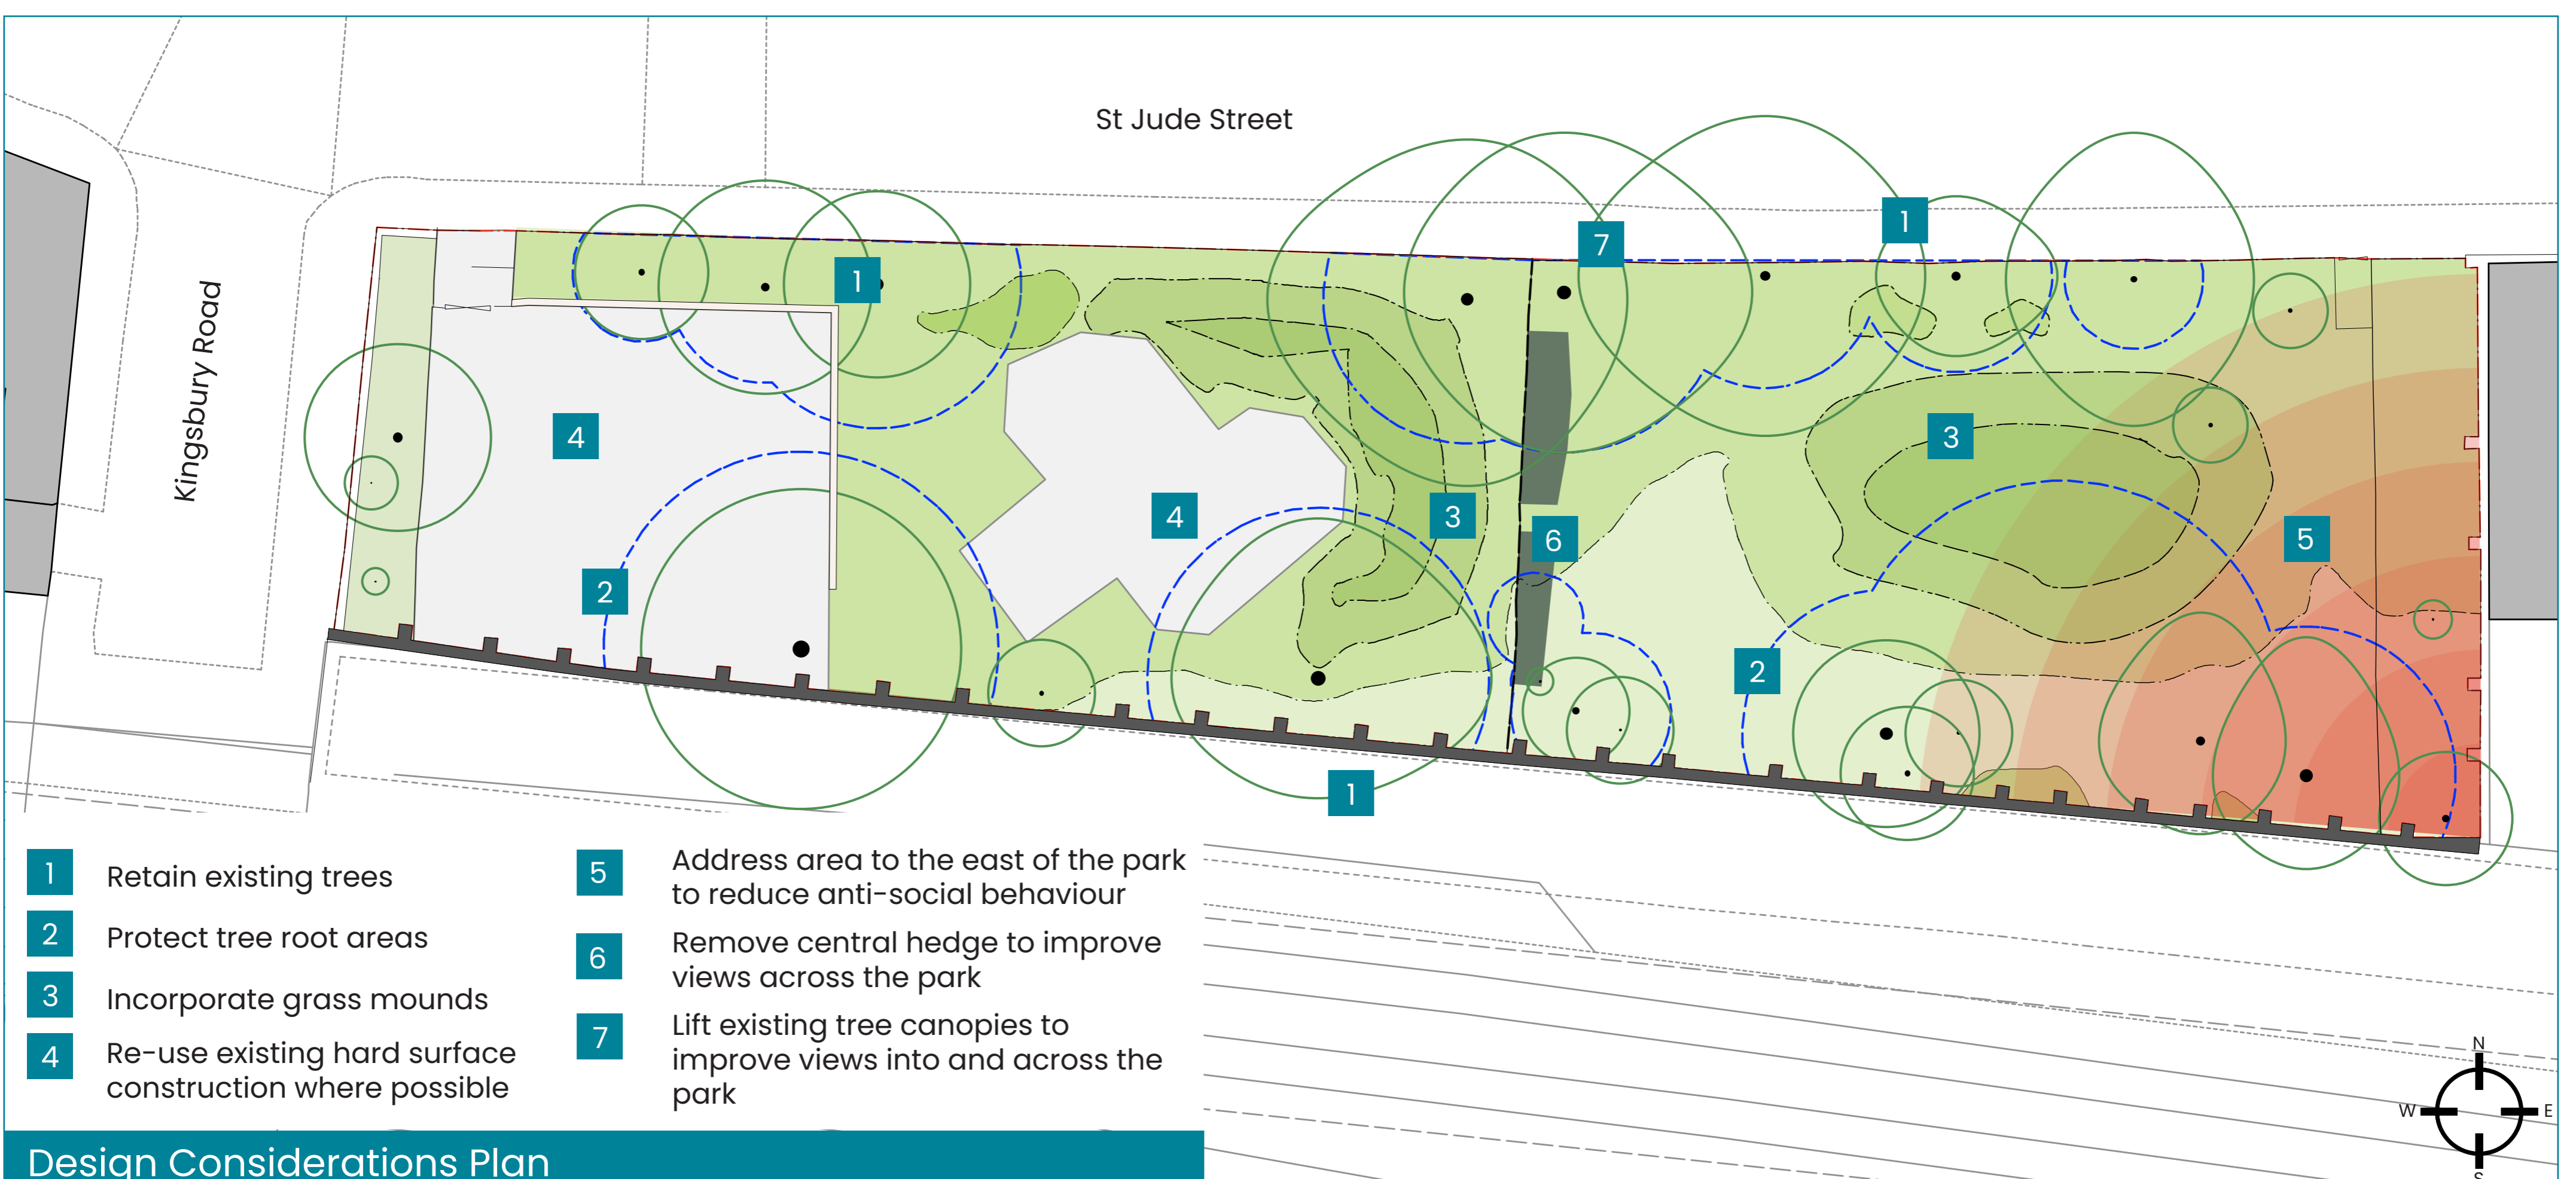 St Jude Street
Kingsbury Road
1
7
1
4
3
4
3
6
5
2
2
1
1 Retain existing trees
2 Protect tree root areas
3 Incorporate grass mounds
4 Re-use existing hard surface
construction where possible
5 Address area to the east of the park
to reduce anti-social behaviour
6 Remove central hedge to improve
views across the park
7 Lift existing tree canopies to
improve views into and across the
park
N
W E
S
Design Considerations Plan